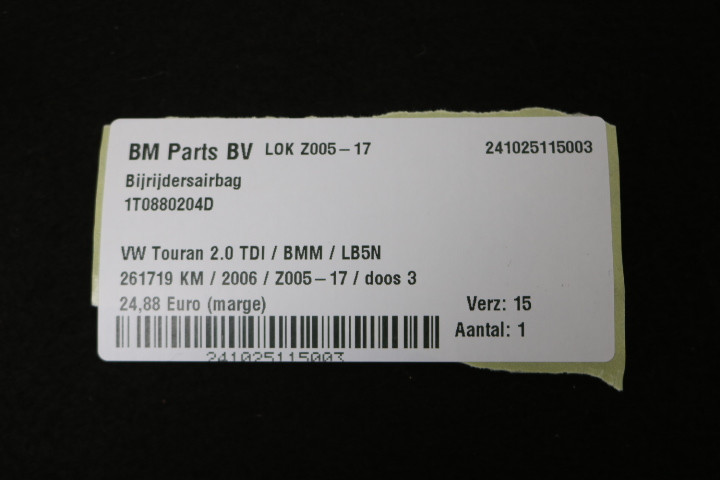 BM Parts BV LOK Z005-17 241025115003
Bijrijdersairbag
1T0880204D
VW Touran 2.0 TDI / BMM / LB5N
261719 KM / 2006 / Z005-17 / doos 3
24,88 Euro (marge) Verz: 15
Aantal: 1
241025115003